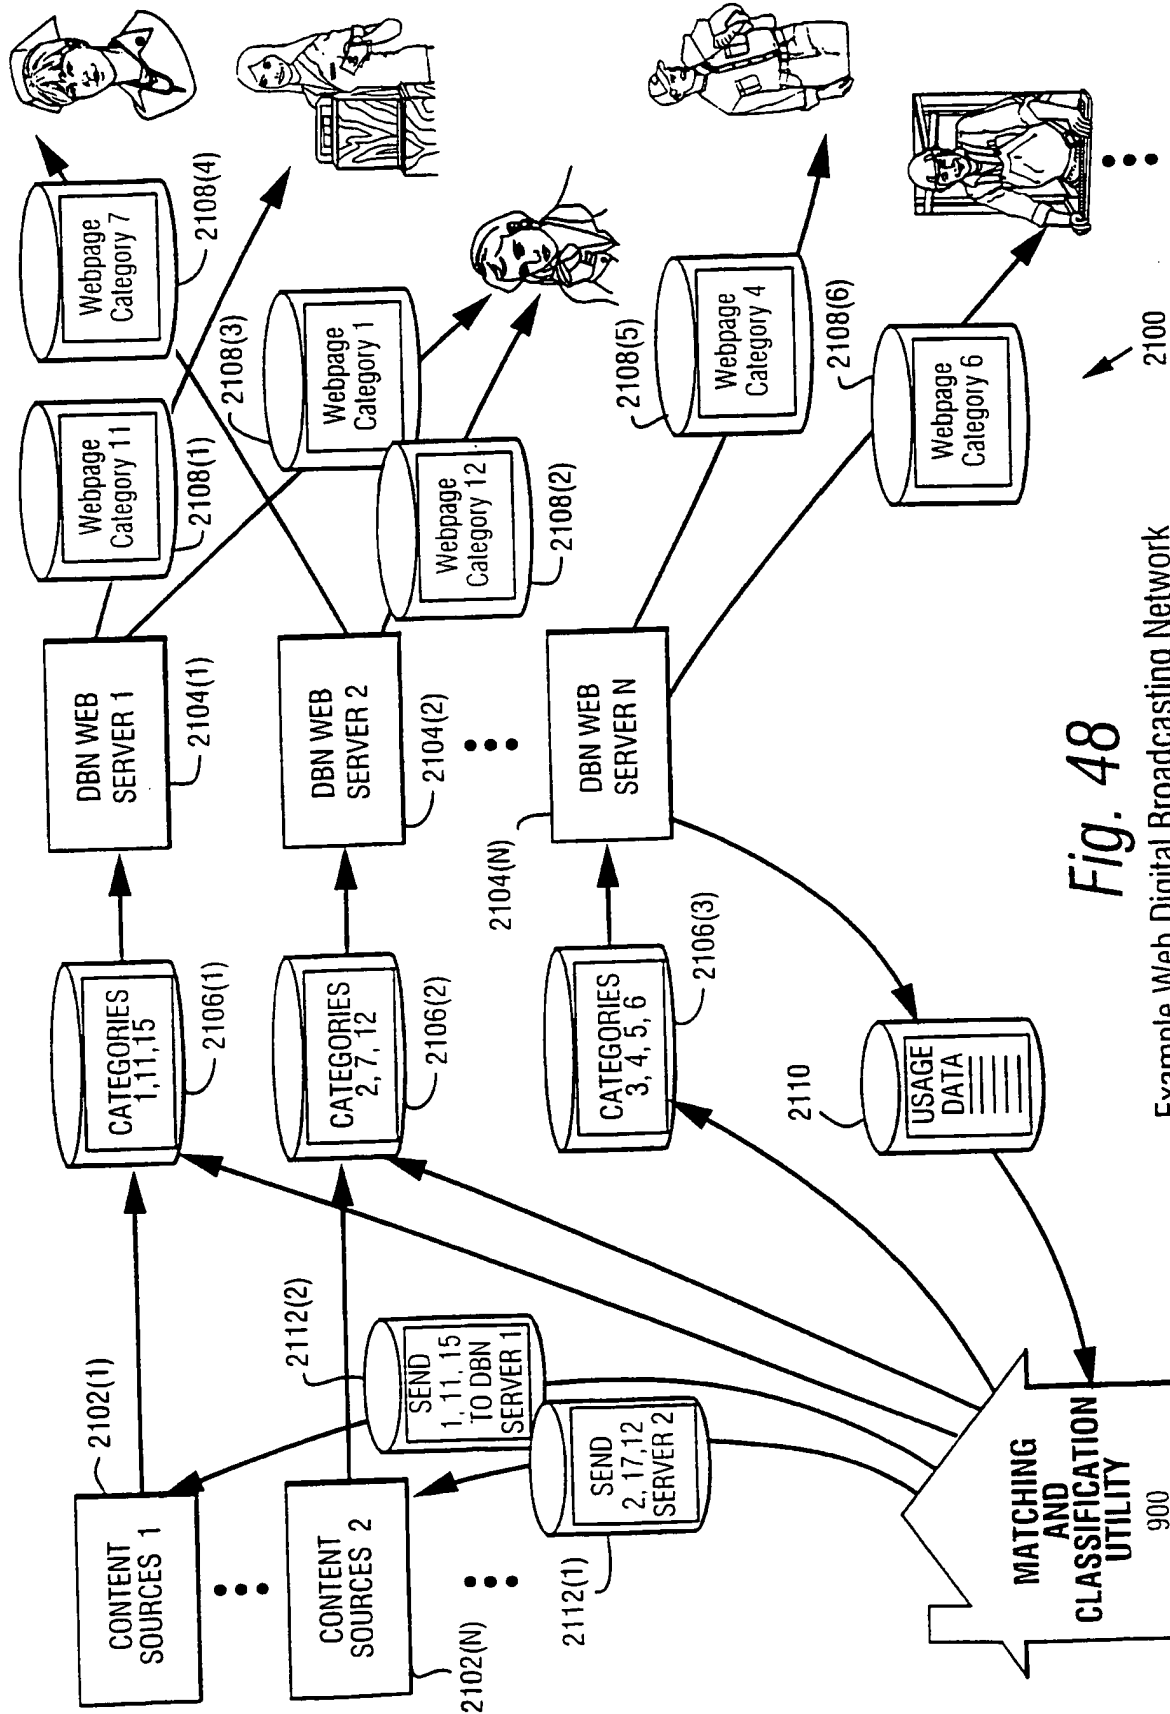 CONTENT
SOURCES 1
2102(1)
CONTENT
SOURCES 2
2102(N)
SEND
1, 11, 15
TO DBN
SERVER 1
2112(2)
SEND
2, 17, 12
SERVER 2
2112(1)
MATCHING
AND
CLASSIFICATION
UTILITY
900
CATEGORIES
1, 11, 15
2106(1)
CATEGORIES
2, 7, 12
2106(2)
CATEGORIES
3, 4, 5, 6
2106(3)
USAGE
DATA
2110
DBN WEB
SERVER 1
2104(1)
DBN WEB
SERVER 2
2104(2)
DBN WEB
SERVER N
2104(N)
Webpage
Category 11
2108(1)
Webpage
Category 7
2108(4)
Webpage
Category 1
2108(3)
Webpage
Category 12
2108(2)
Webpage
Category 4
2108(5)
Webpage
Category 6
2108(6)
2100
Fig. 48
Example Web Digital Broadcasting Network